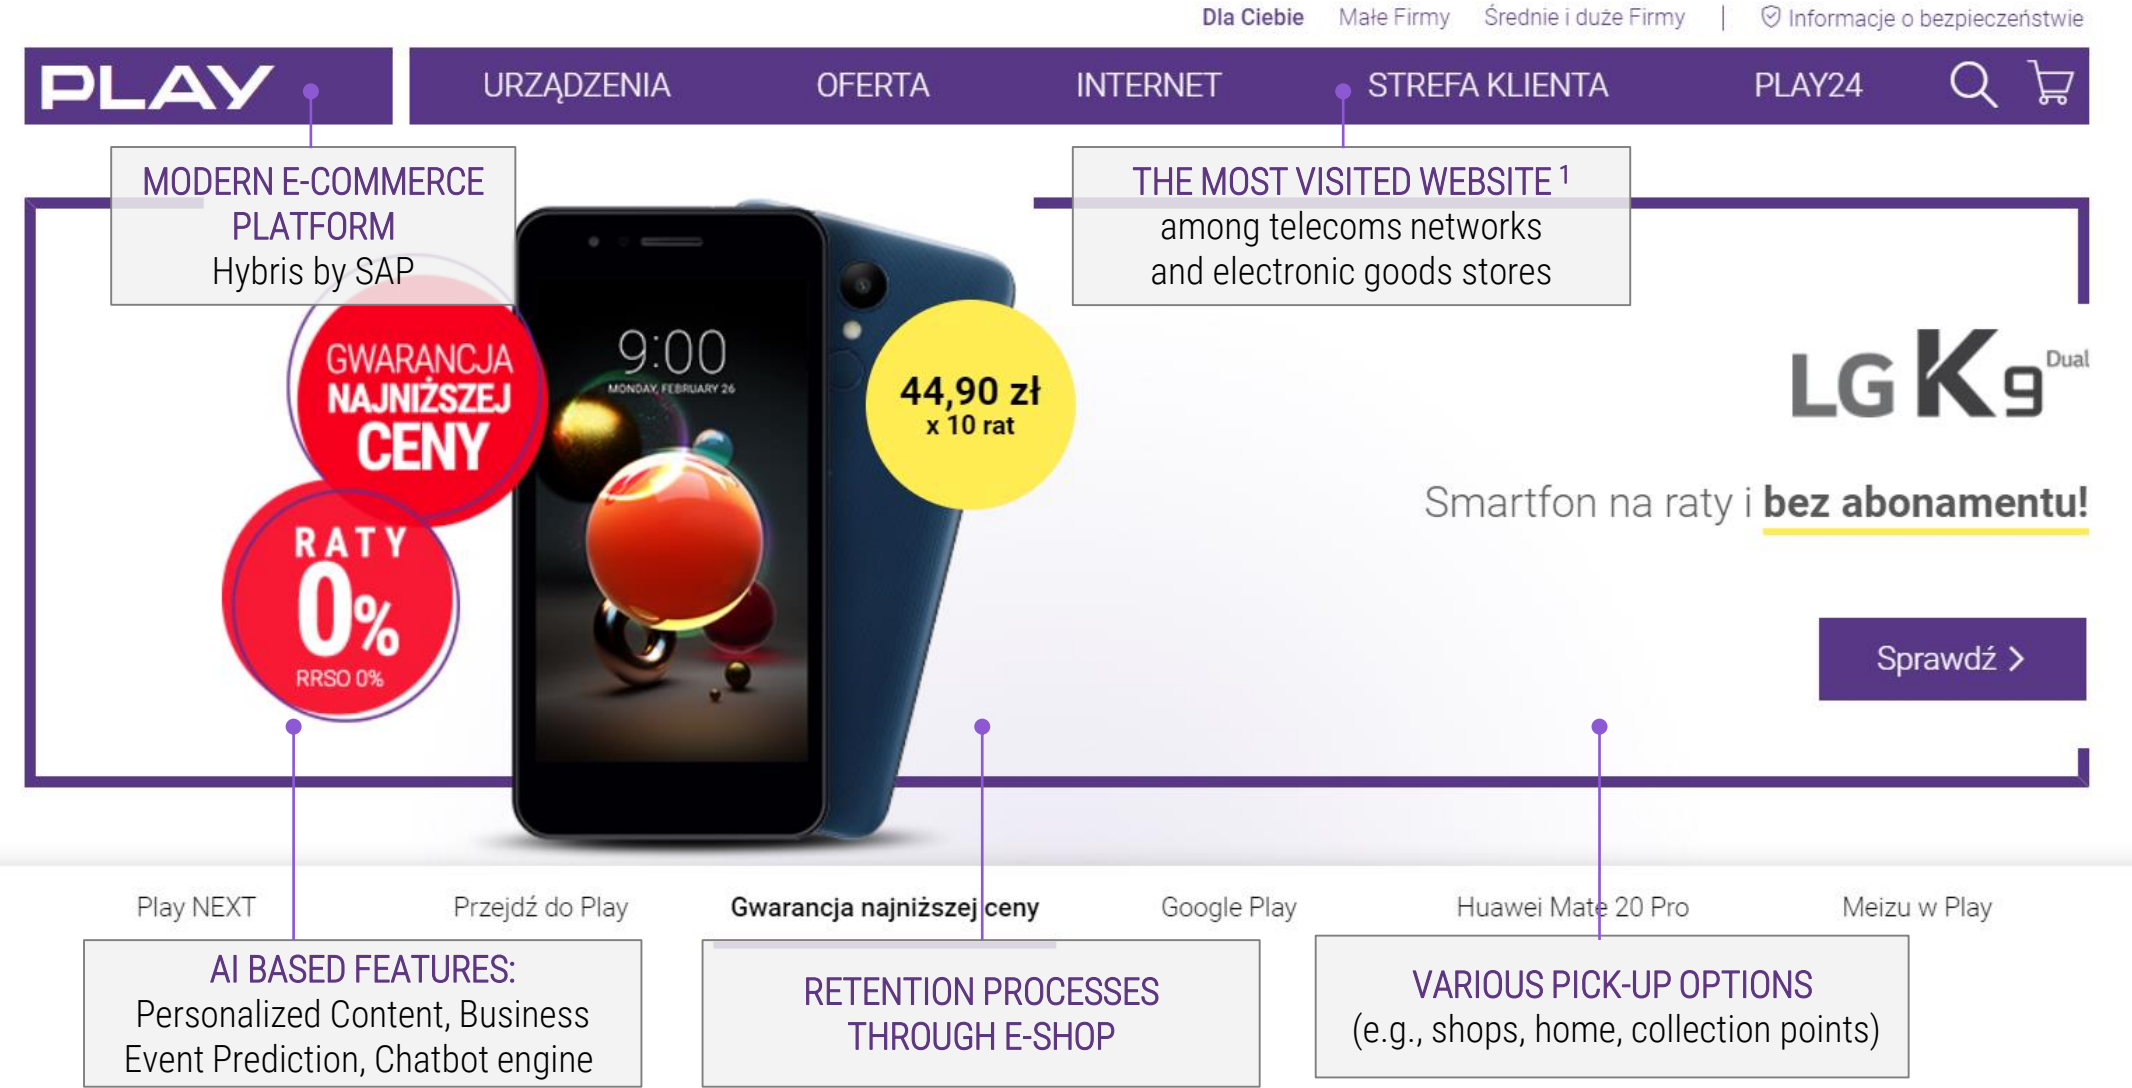 Dla Ciebie Małe Firmy Średnie i duże Firmy | Informacje o bezpieczeństwie
PLAY URZĄDZENIA OFERTA INTERNET STREFA KLIENTA PLAY24
MODERN E-COMMERCE
PLATFORM
Hybris by SAP
THE MOST VISITED WEBSITE 1
among telecoms networks
and electronic goods stores
GWARANCJA
NAJNIŻSZEJ
CENY
RATY
0%
RRSO 0%
9:00
MONDAY, FEBRUARY 26
44,90 zł
x 10 rat
LG K9 Dual
Smartfon na raty i bez abonamentu!
Sprawdź >
Play NEXT Przejdź do Play Gwarancja najniższej ceny Google Play Huawei Mate 20 Pro Meizu w Play
AI BASED FEATURES:
Personalized Content, Business
Event Prediction, Chatbot engine
RETENTION PROCESSES
THROUGH E-SHOP
VARIOUS PICK-UP OPTIONS
(e.g., shops, home, collection points)